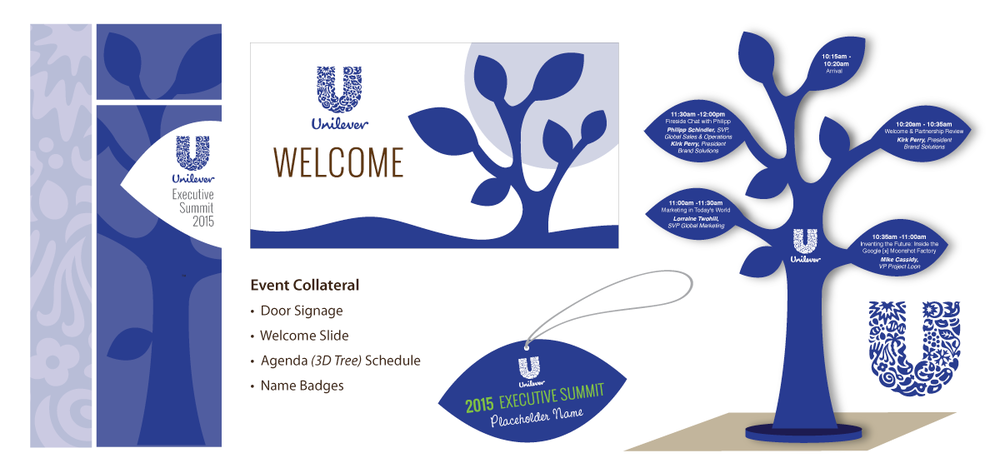 Unilever
Executive
Summit
2015
Unilever
WELCOME
Event Collateral
• Door Signage
• Welcome Slide
• Agenda (3D Tree) Schedule
• Name Badges
Unilever
2015 EXECUTIVE SUMMIT
Placeholder Name
10:15am -
10:20am
Arrival
11:30am -12:00pm
Fireside Chat with Philipp
Philipp Schindler, SVP,
Global Sales & Operations
Kirk Perry, President
Brand Solutions
10:20am - 10:35am
Welcome & Partnership Review
Kirk Perry, President
Brand Solutions
11:00am -11:30am
Marketing in Today's World
Lorraine Twohill,
SVP Global Marketing
10:35am -11:00am
Inventing the Future: Inside the
Google [x] Moonshot Factory
Mike Cassidy,
VP Project Loon
Unilever